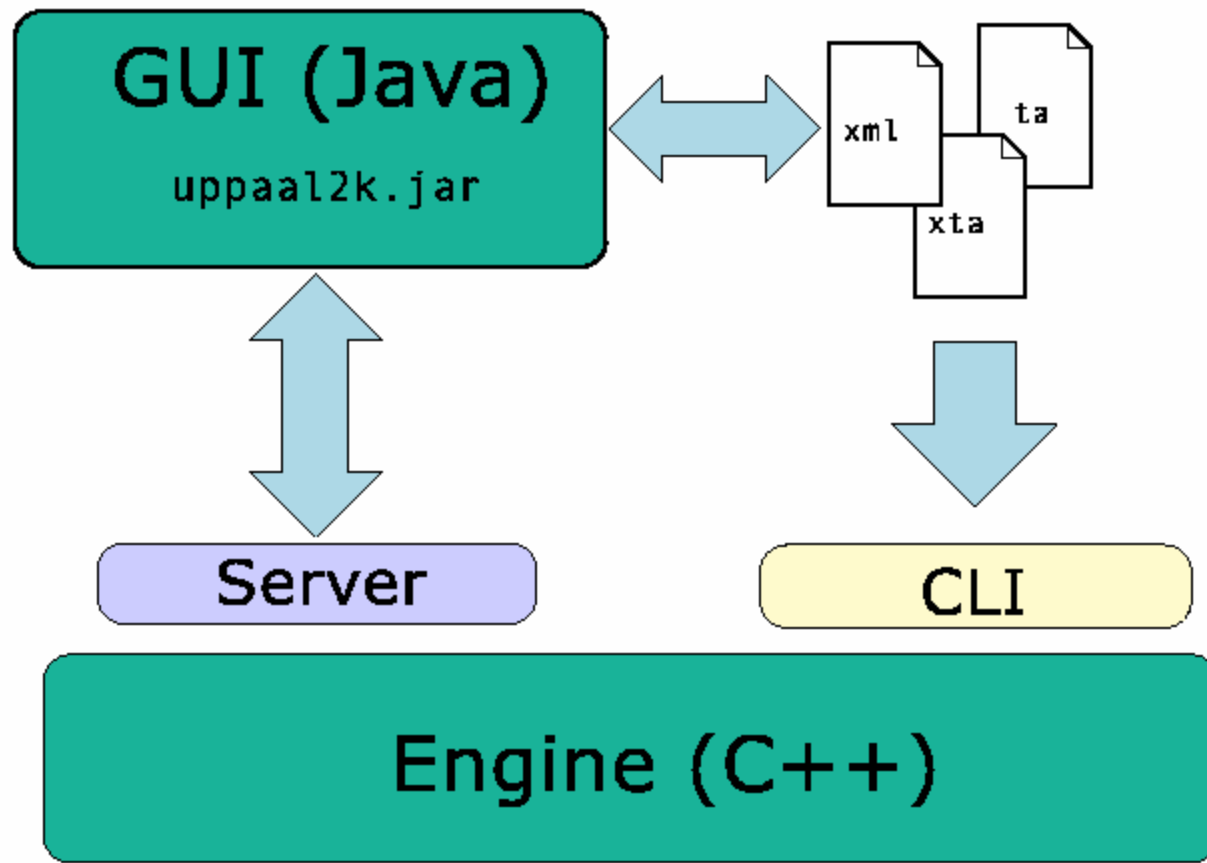 GUI (Java)
uppaal2k.jar
xml
ta
xta
Server
CLI
Engine (C++)